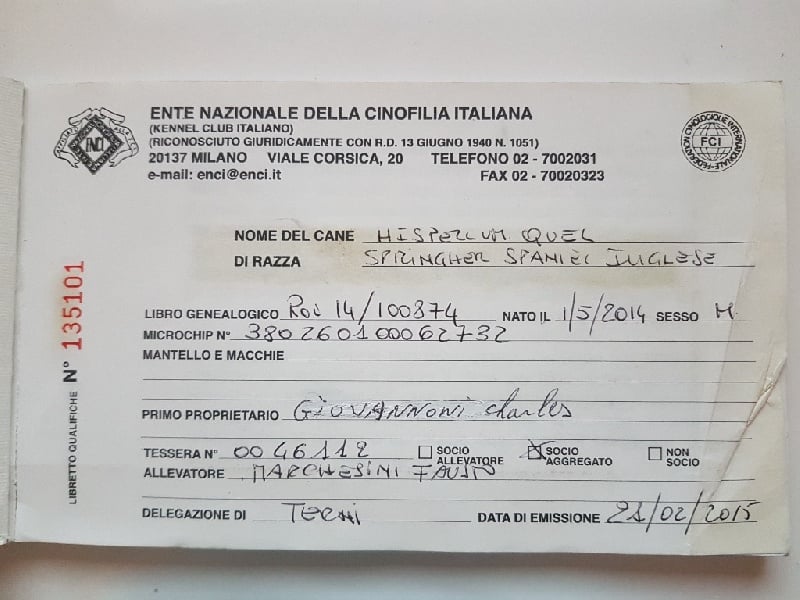 ENTE NAZIONALE DELLA CINOFILIA ITALIANA
(KENNEL CLUB ITALIANO)
(RICONOSCIUTO GIURIDICAMENTE CON R.D. 13 GIUGNO 1940 N. 1051)
20137 MILANO VIALE CORSICA, 20 TELEFONO 02 - 7002031
e-mail: enci@enci.it FAX 02 - 70020323
ENCI
FCI
NOME DEL CANE HISPELLUM QUEL
DI RAZZA SPRINGHER SPANIEL INGLESE
LIBRO GENEALOGICO Roi 14/100874 NATO IL 1/5/2014 SESSO M
MICROCHIP N° 380260100062732
MANTELLO E MACCHIE
PRIMO PROPRIETARIO GIOVANNONI Charles
TESSERA N° 0046112 SOCIO ALLEVATORE SOCIO AGGREGATO NON SOCIO
ALLEVATORE MARCHESINI FAUSTO
DELEGAZIONE DI TERNI DATA DI EMISSIONE 21/02/2015
LIBRETTO QUALIFICHE N° 135101